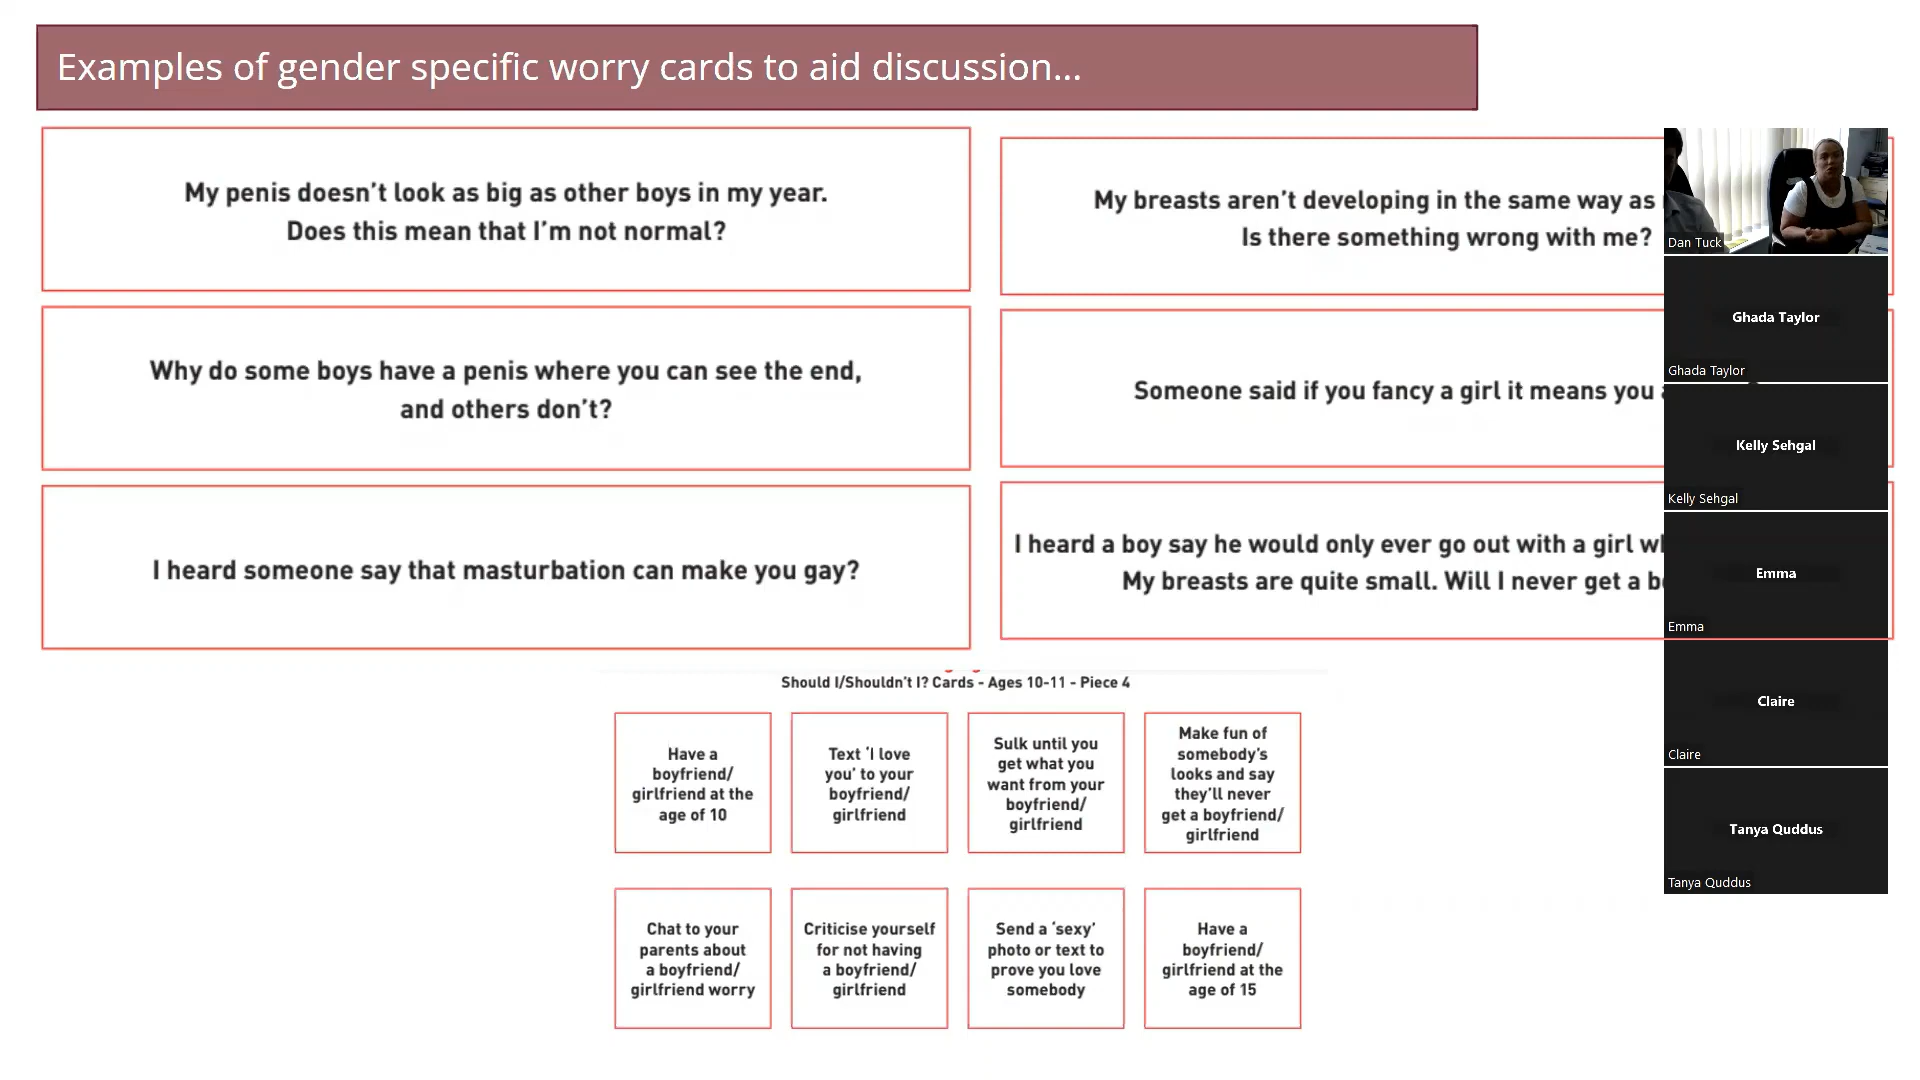 Examples of gender specific worry cards to aid discussion...
My penis doesn't look as big as other boys in my year.
Does this mean that I'm not normal?
Why do some boys have a penis where you can see the end,
and others don't?
I heard someone say that masturbation can make you gay?
My breasts aren't developing in the same way as
Is there something wrong with me?
Someone said if you fancy a girl it means you
I heard a boy say he would only ever go out with a girl
My breasts are quite small. Will I never get a
Should I/Shouldn't I? Cards - Ages 10-11 - Piece 4
Have a
boyfriend/
girlfriend at the
age of 10
Text 'I love
you' to your
boyfriend/
girlfriend
Sulk until you
get what you
want from your
boyfriend/
girlfriend
Make fun of
somebody's
looks and say
they'll never
get a boyfriend/
girlfriend
Chat to your
parents about
a boyfriend/
girlfriend worry
Criticise yourself
for not having
a boyfriend/
girlfriend
Send a 'sexy'
photo or text to
prove you love
somebody
Have a
boyfriend/
girlfriend at the
age of 15
Dan Tuck
Ghada Taylor
Ghada Taylor
Kelly Sehgal
Kelly Sehgal
Emma
Emma
Claire
Claire
Tanya Quddus
Tanya Quddus